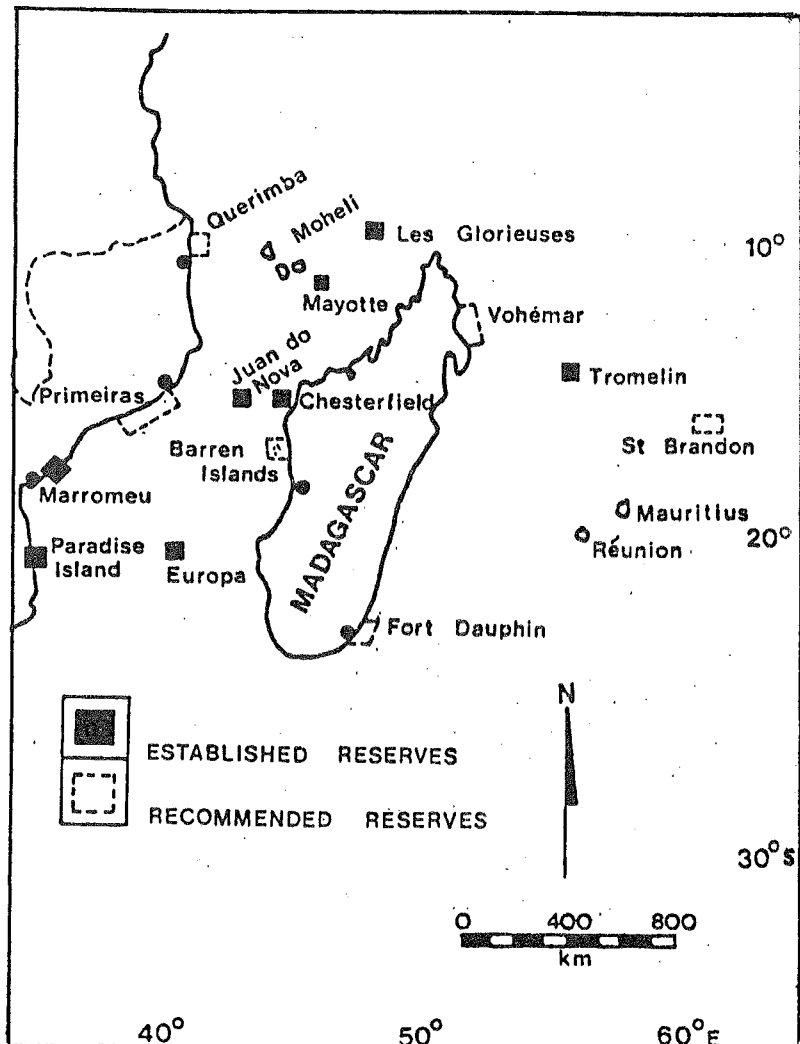 Querimba
Moheli
Les Glorieuses
10°
Mayotte
Vohémar
Juan do
Nova
Tromelin
Primeiras
Chesterfield
St Brandon
Barren
Islands
MADAGASCAR
Marromeu
Mauritius
20°
Réunion
Paradise
Island
Europa
Fort Dauphin
N
ESTABLISHED RESERVES
RECOMMENDED RESERVES
30°S
0 400 800
km
40° 50° 60°E